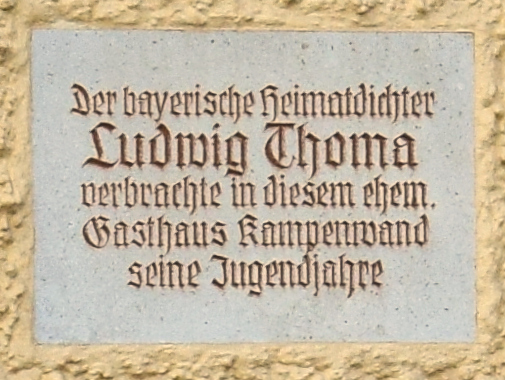 Der bayerische Heimatdichter
Ludwig Thoma
verbrachte in diesem ehem.
Gasthaus Kampenwand
seine Jugendjahre